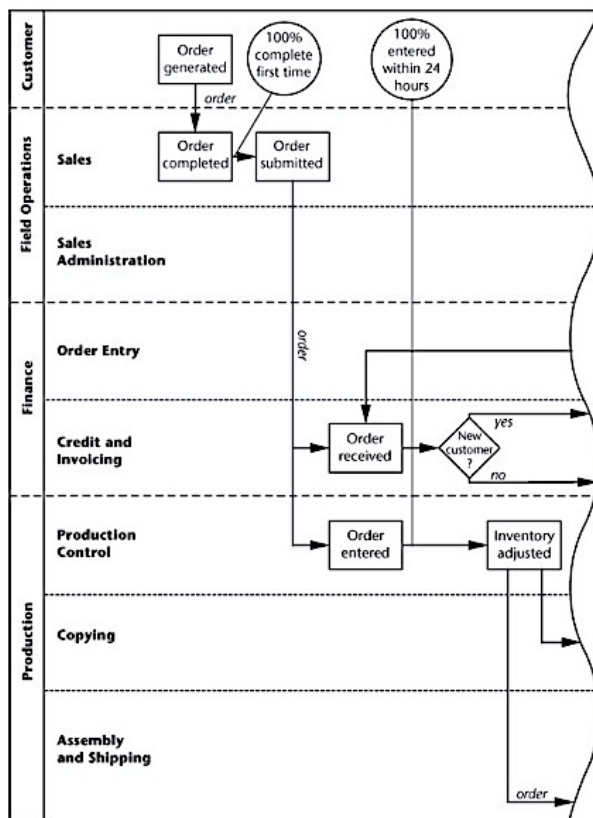 Customer
Order
generated
100%
complete
first time
100%
entered
within 24
hours
order
Field Operations
Sales
Order
completed
Order
submitted
Sales
Administration
Finance
Order Entry
order
Credit and
Invoicing
Order
received
New
customer
?
yes
no
Production
Production
Control
Order
entered
Inventory
adjusted
Copying
Assembly
and Shipping
order